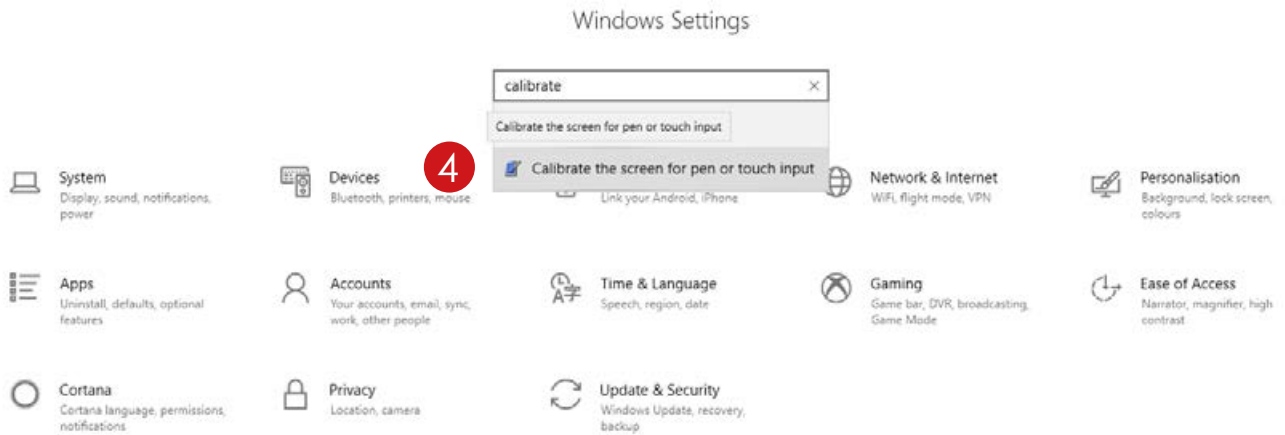 Windows Settings
calibrate
Calibrate the screen for pen or touch input
4
Calibrate the screen for pen or touch input
System
Display, sound, notifications,
power
Devices
Bluetooth, printers, mouse
Link your Android, iPhone
Network & Internet
WiFi, flight mode, VPN
Personalisation
Background, lock screen,
colours
Apps
Uninstall, defaults, optional
features
Accounts
Your accounts, email, sync,
work, other people
Time & Language
Speech, region, date
Gaming
Game bar, DVR, broadcasting,
Game Mode
Ease of Access
Narrator, magnifier, high
contrast
Cortana
Cortana language, permissions,
notifications
Privacy
Location, camera
Update & Security
Windows Update, recovery,
backup